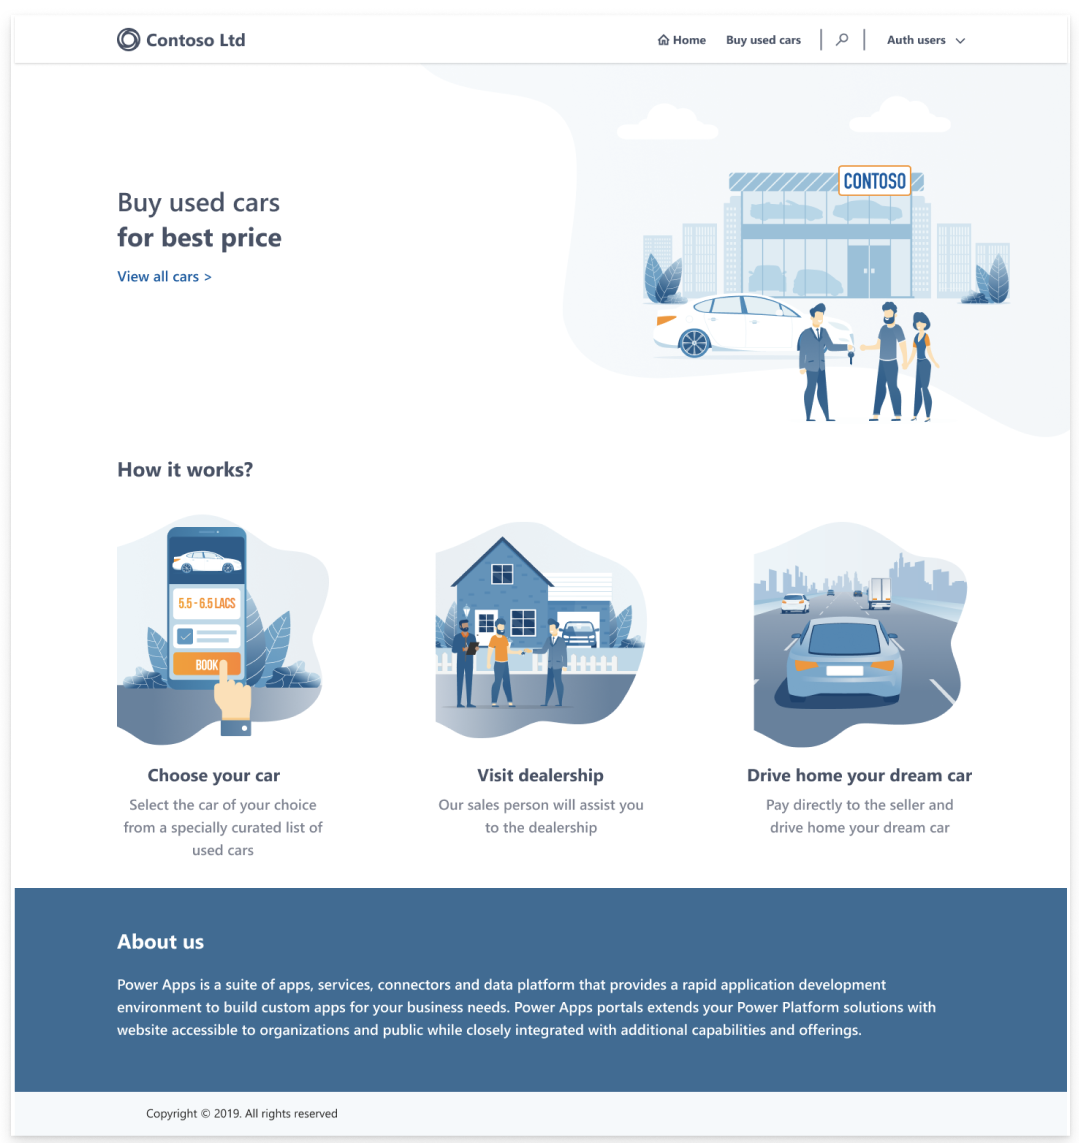 Contoso Ltd
Home
Buy used cars
Auth users
CONTOSO
Buy used cars
for best price
View all cars >
How it works?
5.5 - 6.5 LACS
BOOK
Choose your car
Select the car of your choice
from a specially curated list of
used cars
Visit dealership
Our sales person will assist you
to the dealership
Drive home your dream car
Pay directly to the seller and
drive home your dream car
About us
Power Apps is a suite of apps, services, connectors and data platform that provides a rapid application development
environment to build custom apps for your business needs. Power Apps portals extends your Power Platform solutions with
website accessible to organizations and public while closely integrated with additional capabilities and offerings.
Copyright © 2019. All rights reserved